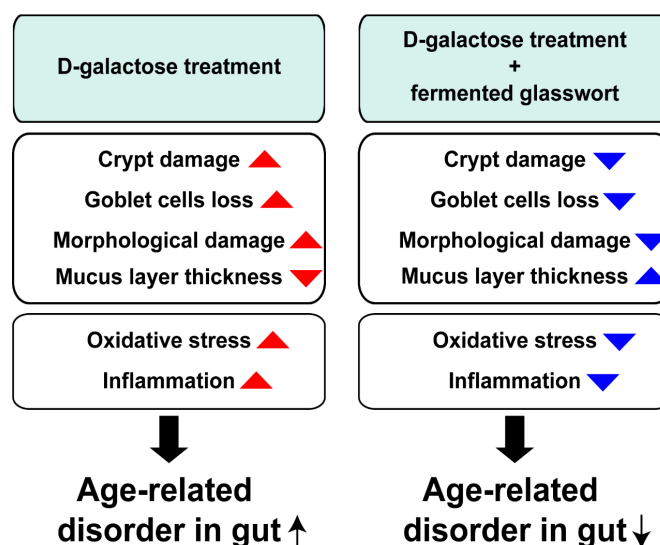 D-galactose treatment
Crypt damage
Goblet cells loss
Morphological damage
Mucus layer thickness
Oxidative stress
Inflammation
Age-related
disorder in gut
D-galactose treatment
+
fermented glasswort
Crypt damage
Goblet cells loss
Morphological damage
Mucus layer thickness
Oxidative stress
Inflammation
Age-related
disorder in gut